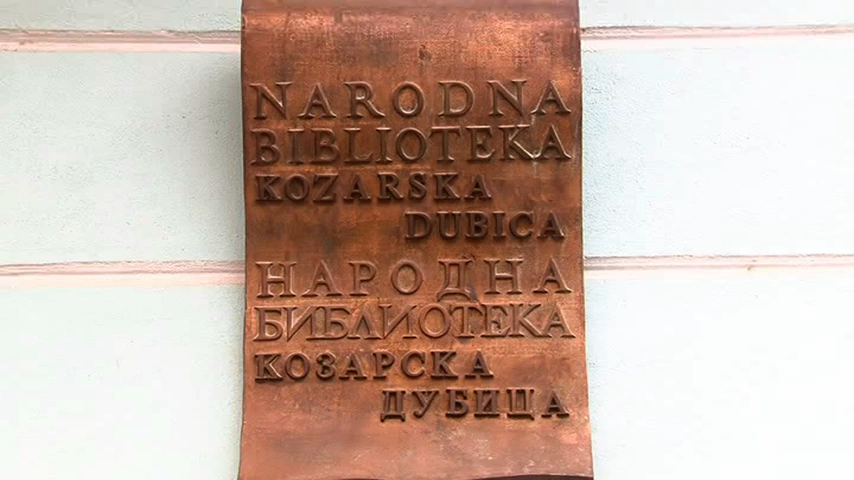 NARODNA
BIBLIOTEKA
KOZARSKA
DUBICA
НАРОДНА
БИБЛИОТЕКА
КОЗАРСКА
ДУБИЦА